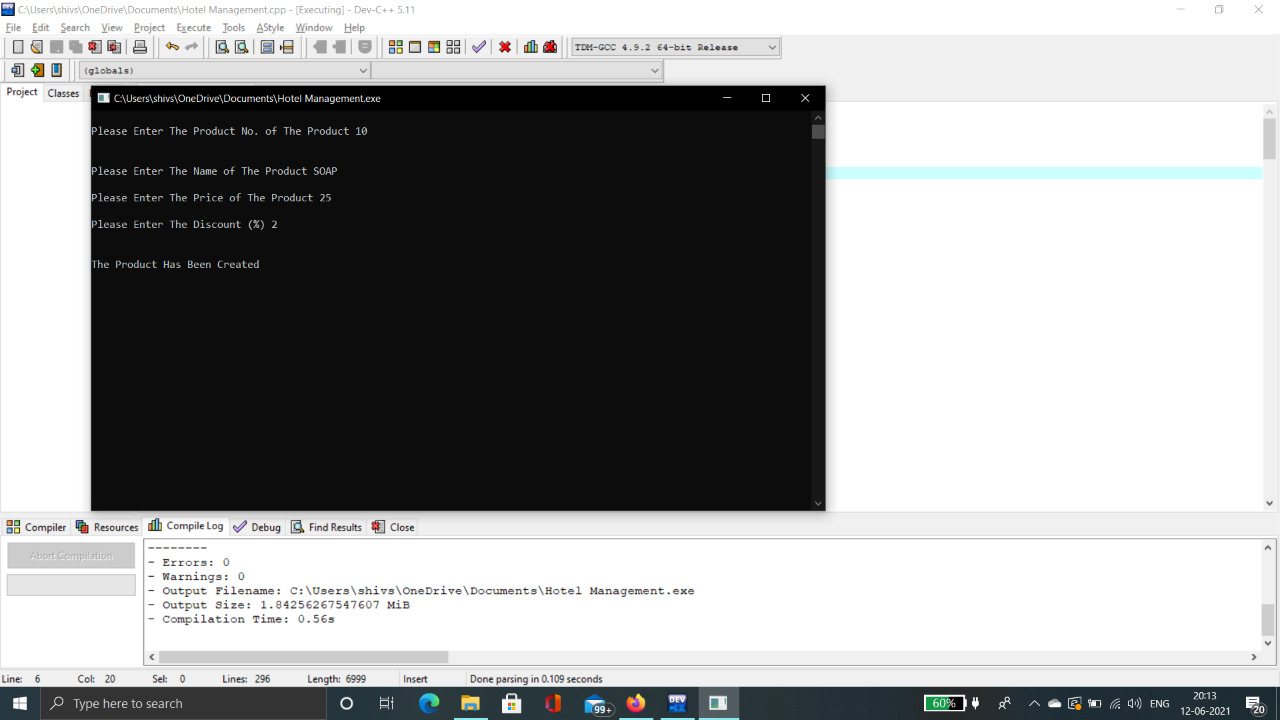 C:\Users\shivs\OneDrive\Documents\Hotel Management.cpp - [Executing] - Dev-C++ 5.11
File Edit Search View Project Execute Tools AStyle Window Help
TDM-GCC 4.9.2 64-bit Release
(globals)
Project Classes
C:\Users\shivs\OneDrive\Documents\Hotel Management.exe
Please Enter The Product No. of The Product 10
Please Enter The Name of The Product SOAP
Please Enter The Price of The Product 25
Please Enter The Discount (%) 2
The Product Has Been Created
Compiler Resources Compile Log Debug Find Results Close
Abort Compilation
--------
- Errors: 0
- Warnings: 0
- Output Filename: C:\Users\shivs\OneDrive\Documents\Hotel Management.exe
- Output Size: 1.84256267547607 MiB
- Compilation Time: 0.56s
Line: 6 Col: 20 Sel: 0 Lines: 296 Length: 6999 Insert Done parsing in 0.109 seconds
Type here to search
99+
DEV
60%
ENG
20:13
12-06-2021
20